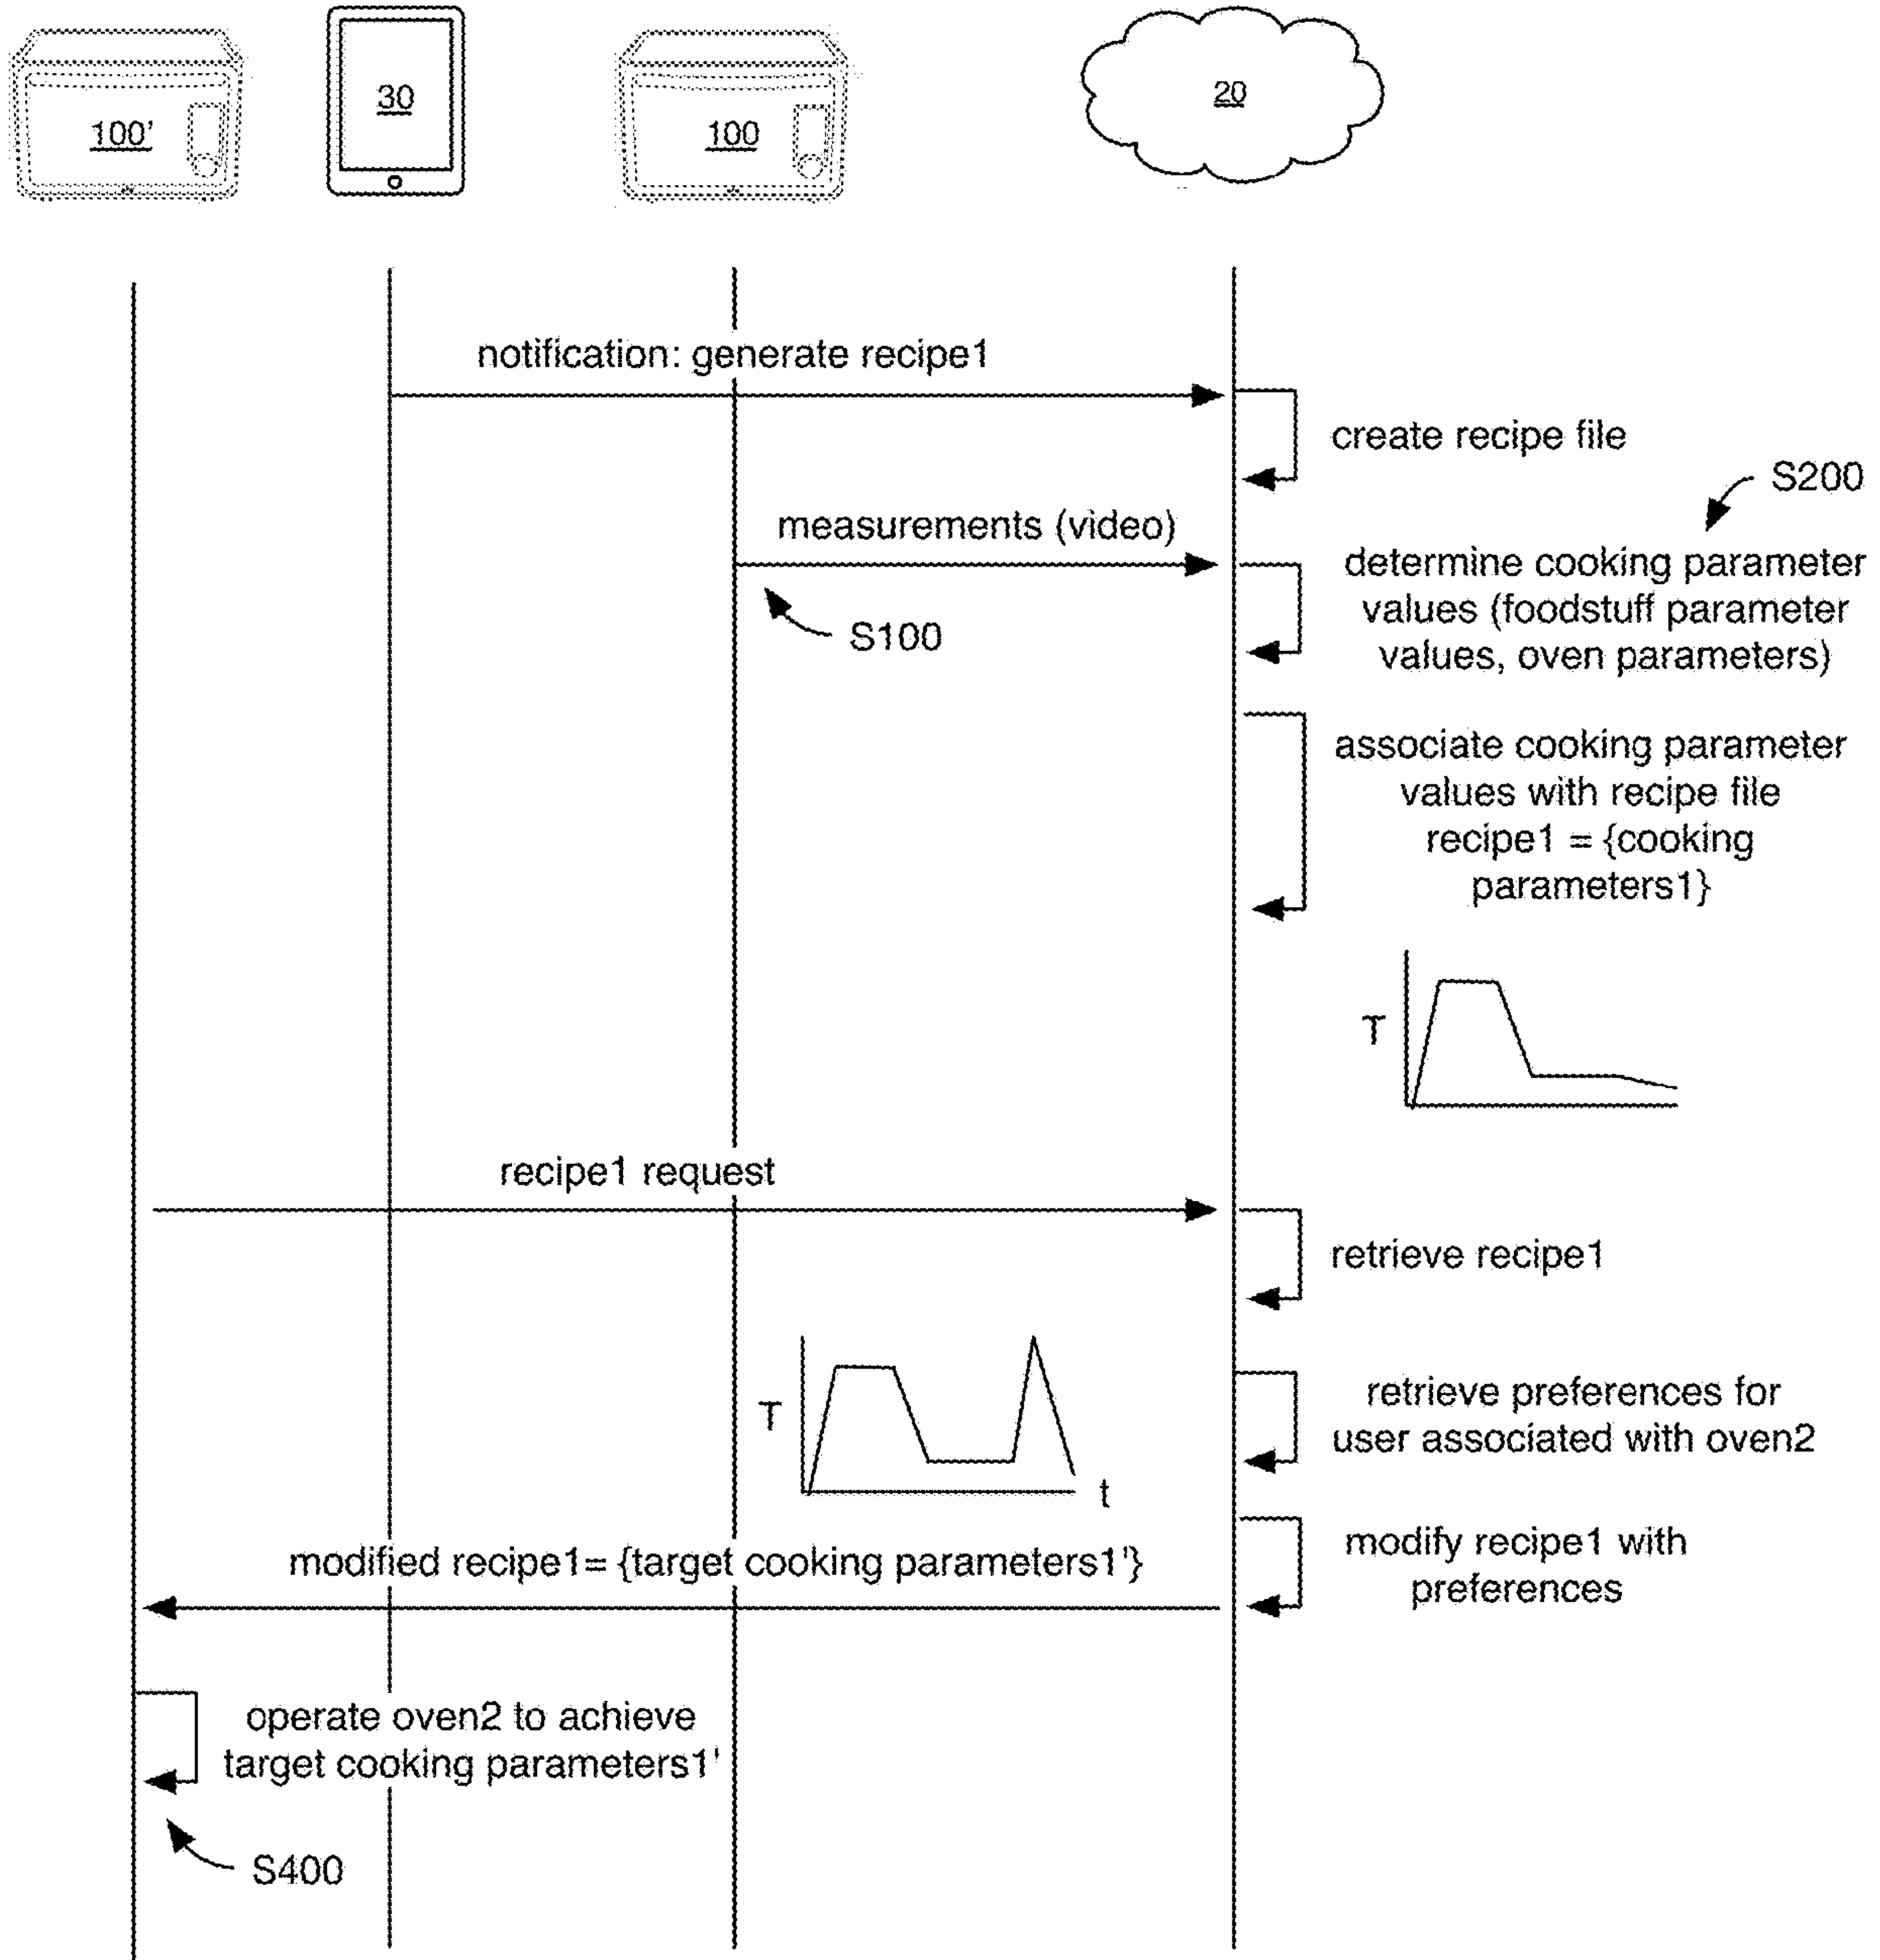 100'
30
100
20
notification: generate recipe1
create recipe file
S200
measurements (video)
determine cooking parameter
values (foodstuff parameter
values, oven parameters)
S100
associate cooking parameter
values with recipe file
recipe1 = {cooking
parameters1}
T
recipe1 request
retrieve recipe1
T
t
retrieve preferences for
user associated with oven2
modified recipe1= {target cooking parameters1'}
modify recipe1 with
preferences
operate oven2 to achieve
target cooking parameters1'
S400